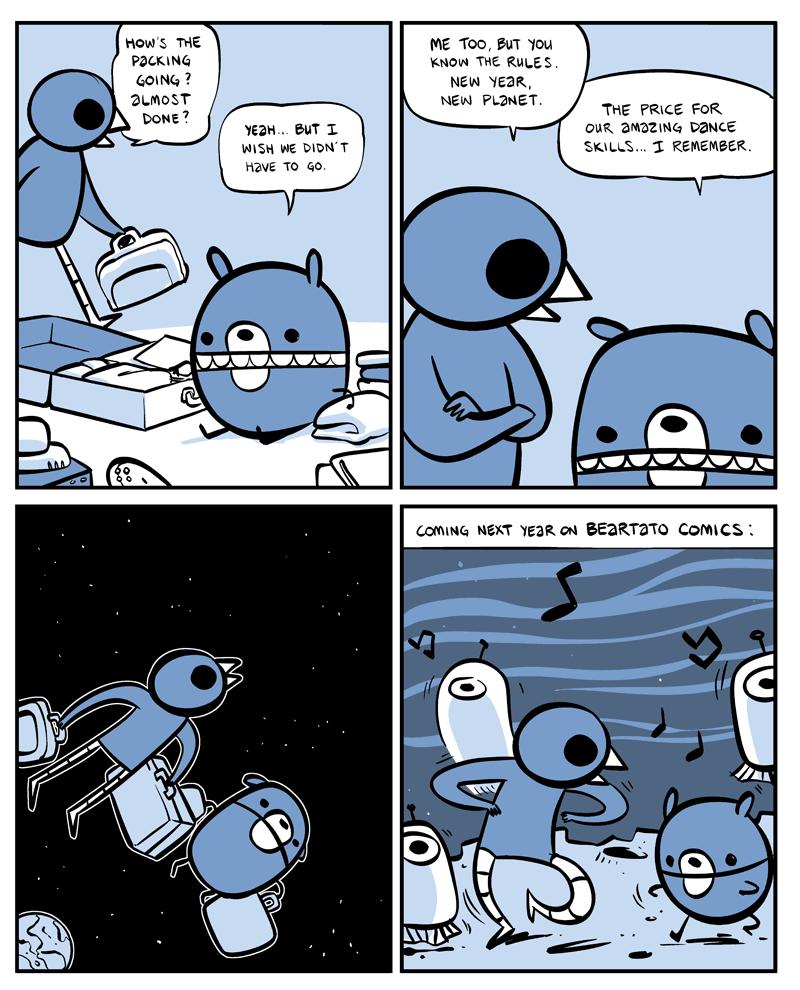 HOW'S THE
PACKING
GOING?
ALMOST
DONE?
YEAH... BUT I
WISH WE DIDN'T
HAVE TO GO.
ME TOO, BUT YOU
KNOW THE RULES.
NEW YEAR,
NEW PLANET.
THE PRICE FOR
OUR AMAZING DANCE
SKILLS... I REMEMBER.
COMING NEXT YEAR ON BEARTATO COMICS: